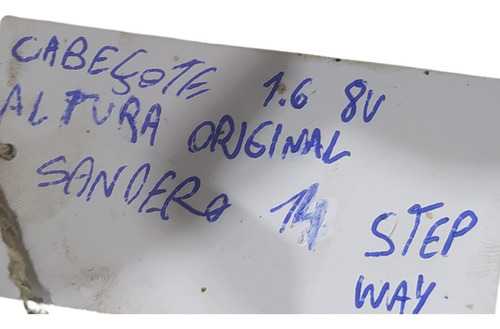 CABEÇOTE 1.6 8V
ALTURA ORIGINAL
SANDERO 14 STEP
WAY